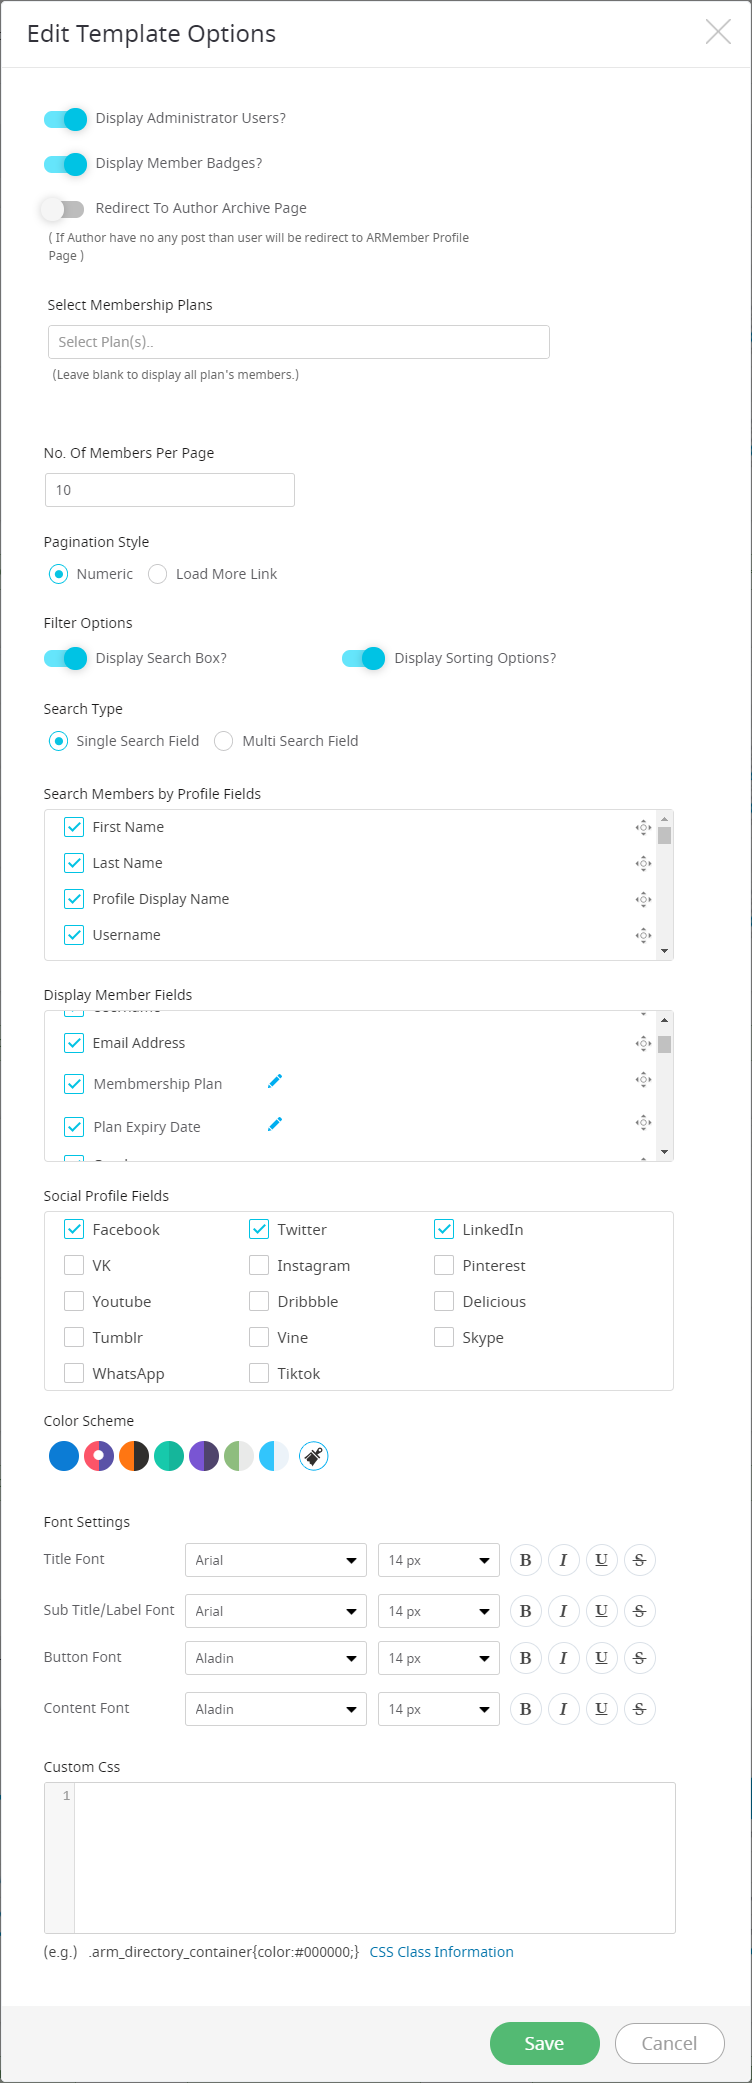 Edit Template Options
Display Administrator Users?
Display Member Badges?
Redirect To Author Archive Page
( If Author have no any post than user will be redirect to ARMember Profile
Page )
Select Membership Plans
Select Plan(s)..
(Leave blank to display all plan's members.)
No. Of Members Per Page
10
Pagination Style
Numeric Load More Link
Filter Options
Display Search Box? Display Sorting Options?
Search Type
Single Search Field Multi Search Field
Search Members by Profile Fields
First Name
Last Name
Profile Display Name
Username
Display Member Fields
Email Address
Membmership Plan
Plan Expiry Date
Social Profile Fields
Facebook Twitter LinkedIn
VK Instagram Pinterest
Youtube Dribbble Delicious
Tumblr Vine Skype
WhatsApp Tiktok
Color Scheme
Font Settings
Title Font Arial 14 px B I U S
Sub Title/Label Font Arial 14 px B I U S
Button Font Aladin 14 px B I U S
Content Font Aladin 14 px B I U S
Custom Css
1
(e.g.) .arm_directory_container{color:#000000;} CSS Class Information
Save Cancel